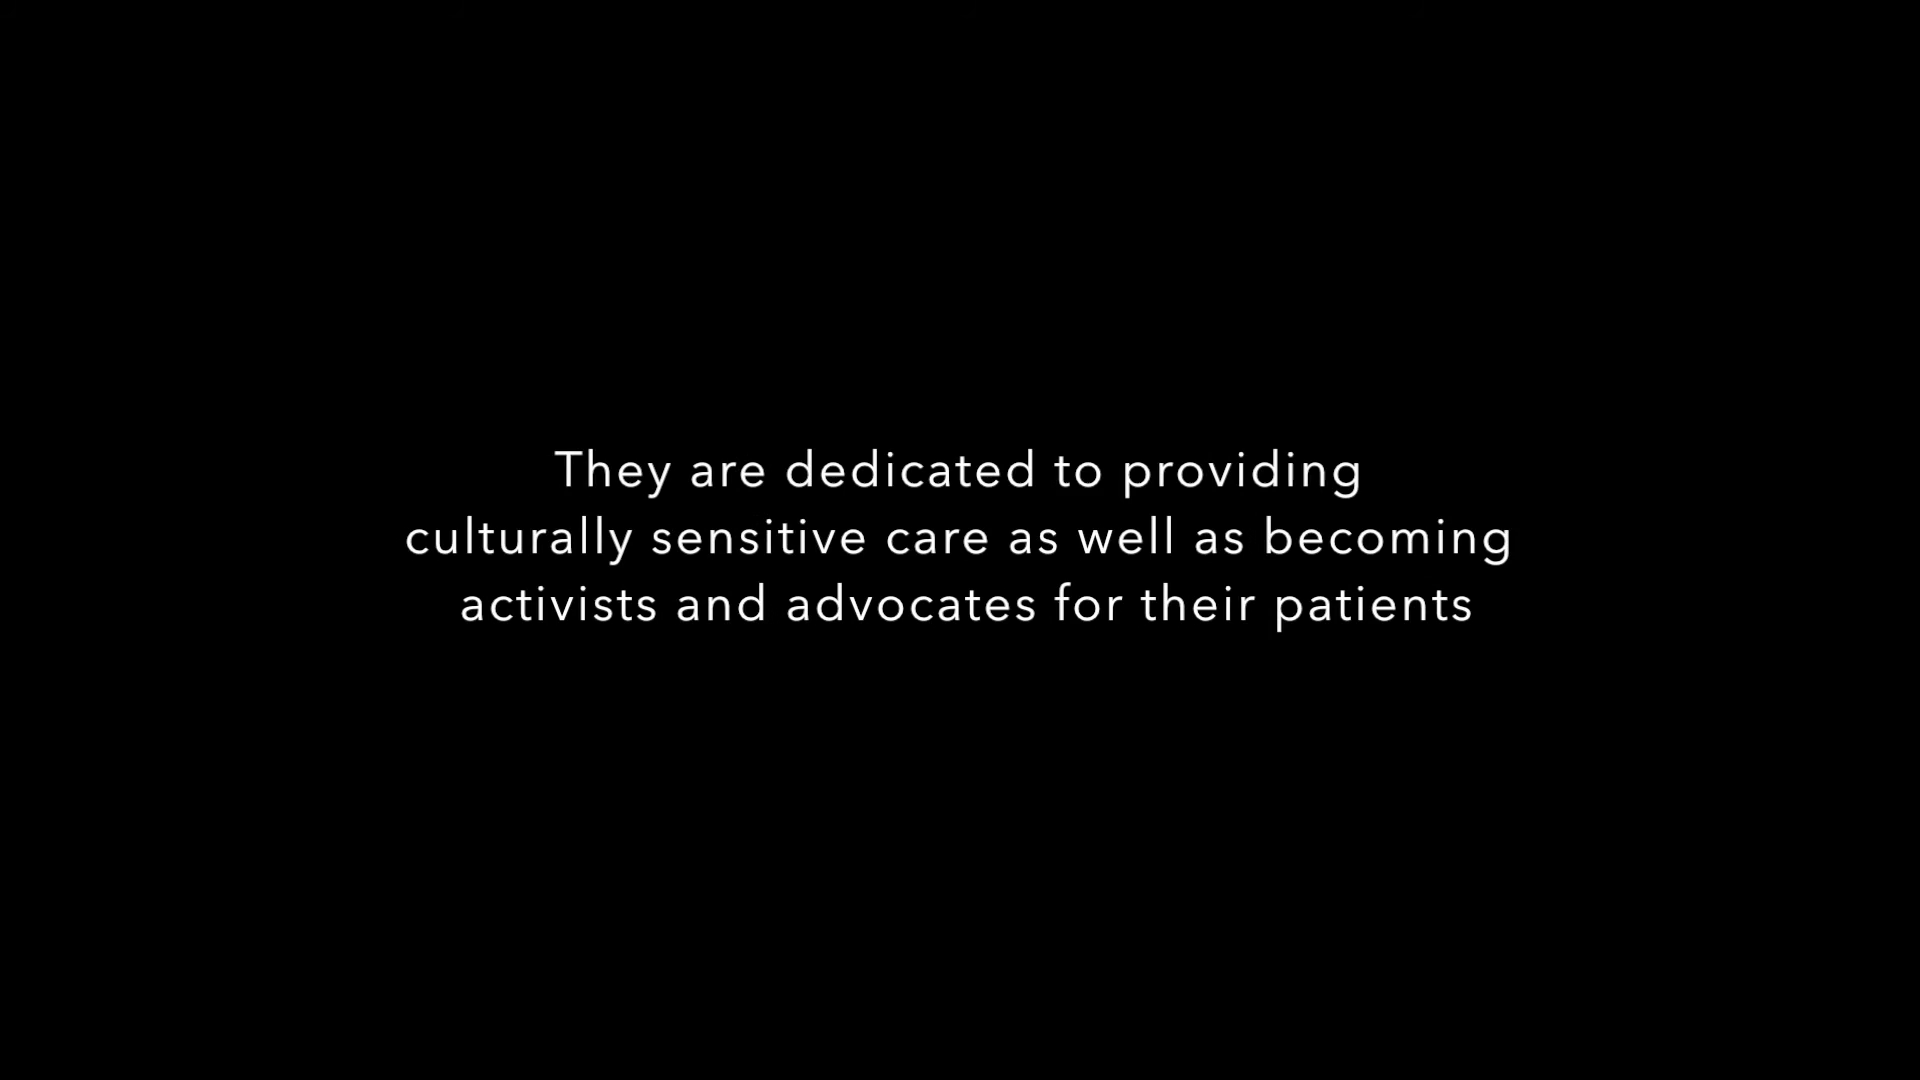 They are dedicated to providing
culturally sensitive care as well as becoming
activists and advocates for their patients